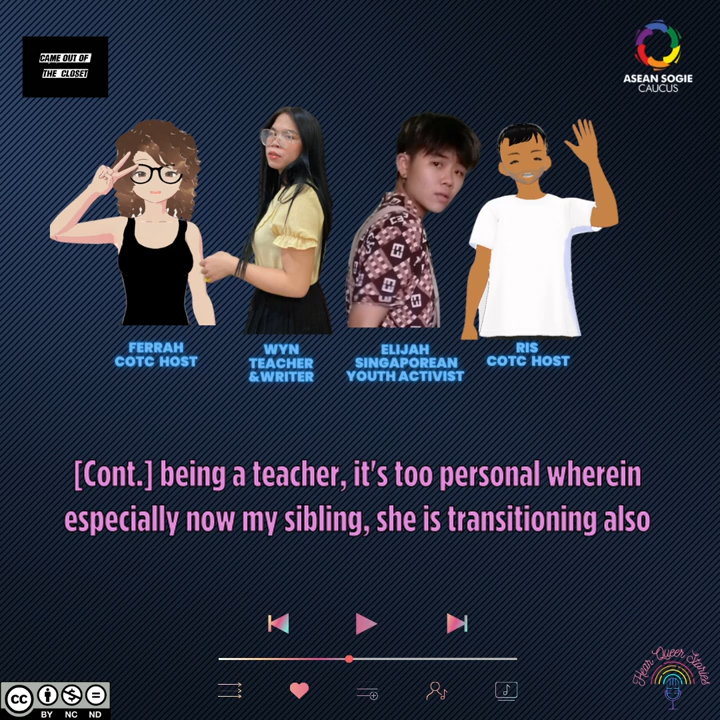 CAME OUT OF
THE CLOSET
ASEAN SOGIE
CAUCUS
FERRAH
COTC HOST
WYN
TEACHER
&WRITER
ELIJAH
SINGAPOREAN
YOUTH ACTIVIST
RIS
COTC HOST
[Cont.] being a teacher, it's too personal wherein
especially now my sibling, she is transitioning also
Hear Queer Stories
cc
BY NC ND